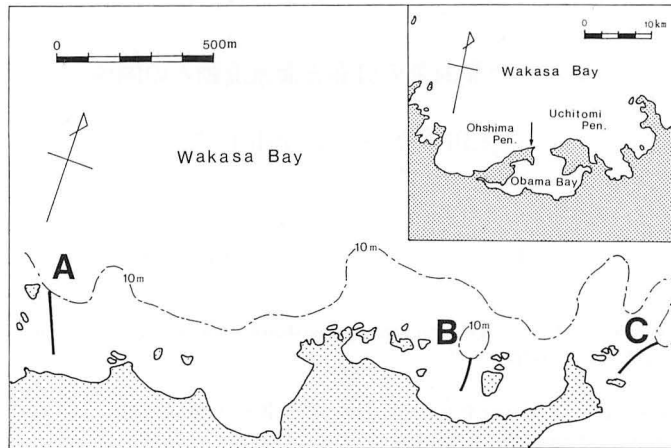 0 500m
Wakasa Bay
A
10m
10m
B
10m
C
0 10km
Wakasa Bay
Uchitomi
Pen.
Ohshima
Pen.
Obama Bay